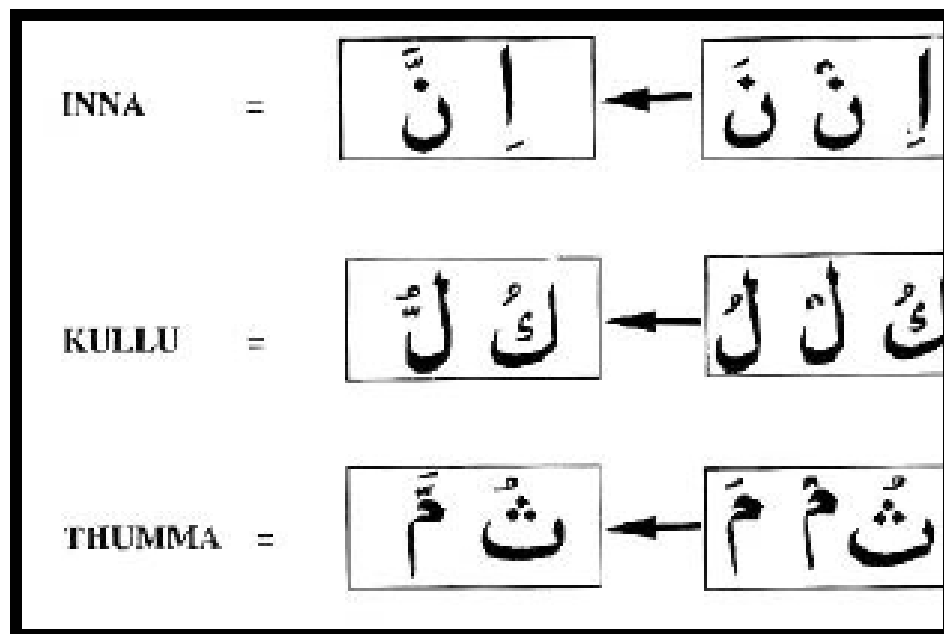 INNA = اِ نَّ اِ نْ نَ
KULLU = كُ لُّ كُ لْ لُ
THUMMA = ثُ مَّ ثُ مْ مَ